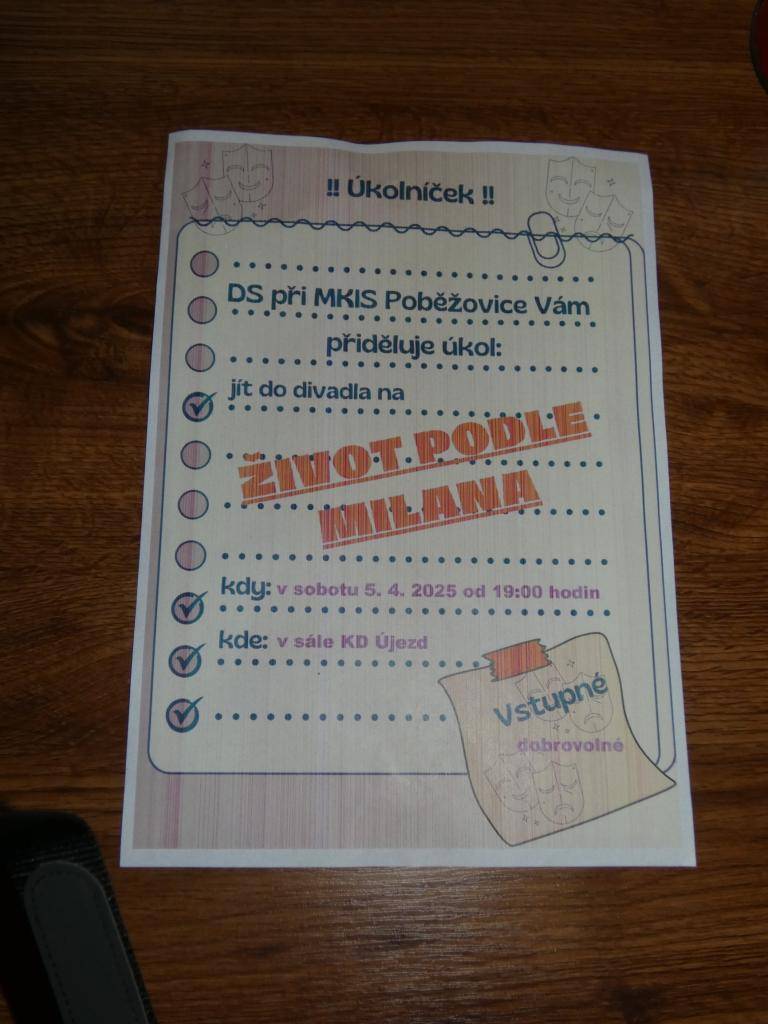 !! Úkolníček !!
DS při MKIS Poběžovice Vám
přiděluje úkol:
jít do divadla na
ŽIVOT PODLE
MILANA
kdy: v sobotu 5. 4. 2025 od 19:00 hodin
kde: v sále KD Újezd
Vstupné
dobrovolné